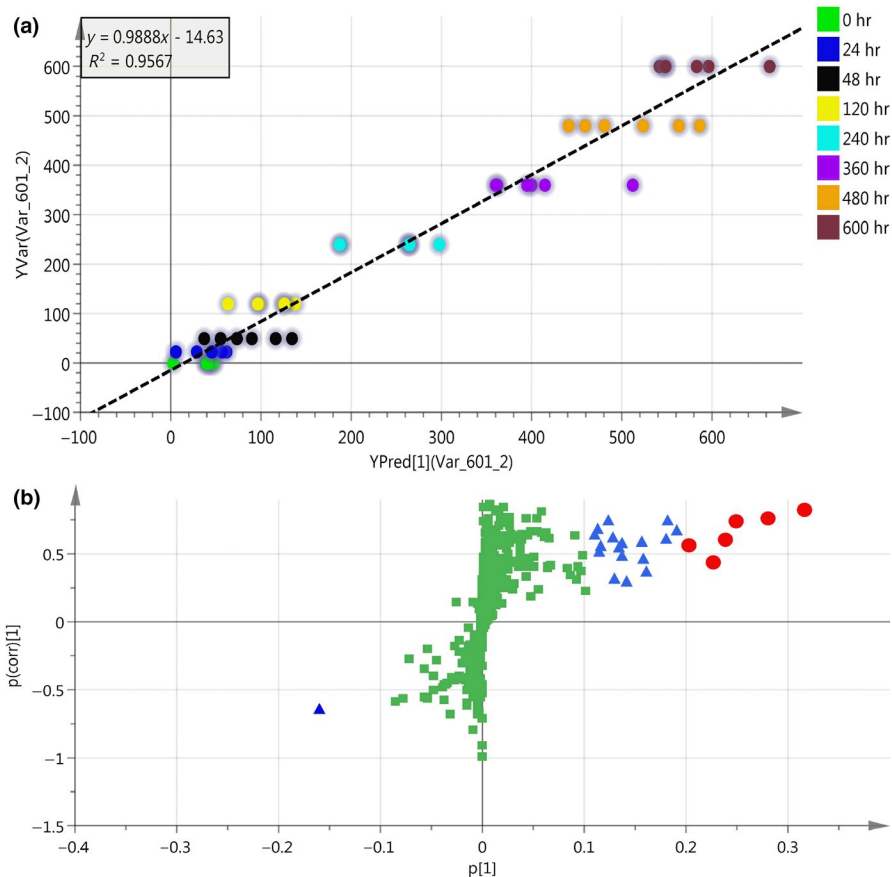 (a)
y = 0.9888x - 14.63
R² = 0.9567
600
500
400
300
200
100
0
−100
−100 0 100 200 300 400 500 600
YVar(Var_601_2)
YPred[1](Var_601_2)
0 hr
24 hr
48 hr
120 hr
240 hr
360 hr
480 hr
600 hr
(b)
0.5
0
−0.5
−1
−1.5
−0.4 −0.3 −0.2 −0.1 0 0.1 0.2 0.3
p(corr)[1]
p[1]